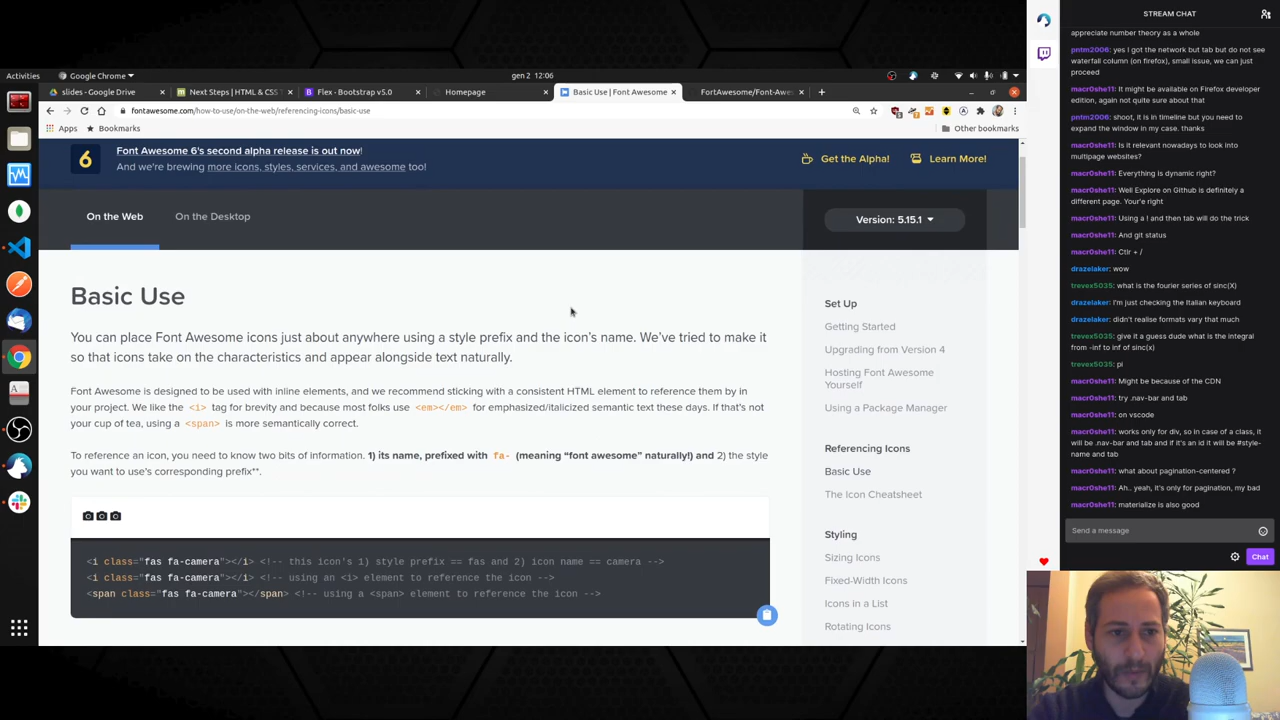 Activities
Google Chrome
gen 2 12:06
slides - Google Drive
Next Steps | HTML & CSS T
Flex - Bootstrap v5.0
Homepage
Basic Use | Font Awesome
FortAwesome/Font-Awes
fontawesome.com/how-to-use/on-the-web/referencing-icons/basic-use
Apps
Bookmarks
Other bookmarks
6
Font Awesome 6's second alpha release is out now!
And we're brewing more icons, styles, services, and awesome too!
Get the Alpha!
Learn More!
On the Web
On the Desktop
Version: 5.15.1
Basic Use
You can place Font Awesome icons just about anywhere using a style prefix and the icon's name. We've tried to make it
so that icons take on the characteristics and appear alongside text naturally.
Font Awesome is designed to be used with inline elements, and we recommend sticking with a consistent HTML element to reference them by in
your project. We like the <i> tag for brevity and because most folks use <em></em> for emphasized/italicized semantic text these days. If that's not
your cup of tea, using a <span> is more semantically correct.
To reference an icon, you need to know two bits of information. 1) its name, prefixed with fa- (meaning "font awesome" naturally!) and 2) the style
you want to use's corresponding prefix**.
<i class="fas fa-camera"></i> <!-- this icon's 1) style prefix == fas and 2) icon name == camera -->
<i class="fas fa-camera"></i> <!-- using an <i> element to reference the icon -->
<span class="fas fa-camera"></span> <!-- using a <span> element to reference the icon -->
Set Up
Getting Started
Upgrading from Version 4
Hosting Font Awesome
Yourself
Using a Package Manager
Referencing Icons
Basic Use
The Icon Cheatsheet
Styling
Sizing Icons
Fixed-Width Icons
Icons in a List
Rotating Icons
STREAM CHAT
appreciate number theory as a whole
pntm2006: yes I got the network but tab but do not see
waterfall column (on firefox), small issue, we can just
proceed
macr0she11: It might be available on Firefox developer
edition, again not quite sure about that
pntm2006: shoot, it is in timeline but you need to
expand the window in my case. thanks
macr0she11: Is it relevant nowadays to look into
multipage websites?
macr0she11: Everything is dynamic right?
macr0she11: Well Explore on Github is definitely a
different page. Your'e right
macr0she11: Using a ! and then tab will do the trick
macr0she11: And git status
macr0she11: Ctlr + /
drazelaker: wow
trevex5035: what is the fourier series of sinc(X)
drazelaker: I'm just checking the Italian keyboard
drazelaker: didn't realise formats vary that much
trevex5035: give it a guess dude what is the integral
from -inf to inf of sinc(x)
trevex5035: pi
macr0she11: Might be because of the CDN
macr0she11: try .nav-bar and tab
macr0she11: on vscode
macr0she11: works only for div, so in case of a class, it
will be .nav-bar and tab and if it's an id it will be #style-
name and tab
macr0she11: what about pagination-centered ?
macr0she11: Ah.. yeah, it's only for pagination, my bad
macr0she11: materialize is also good
Send a message
Chat